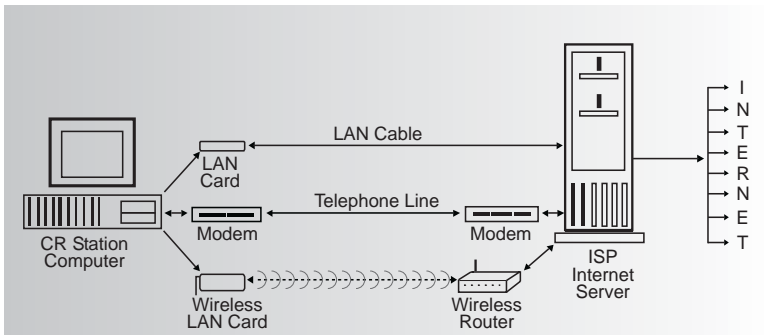 LAN Cable
LAN
Card
Telephone Line
Modem
Modem
CR Station
Computer
Wireless
LAN Card
Wireless
Router
ISP
Internet
Server
I
N
T
E
R
N
E
T